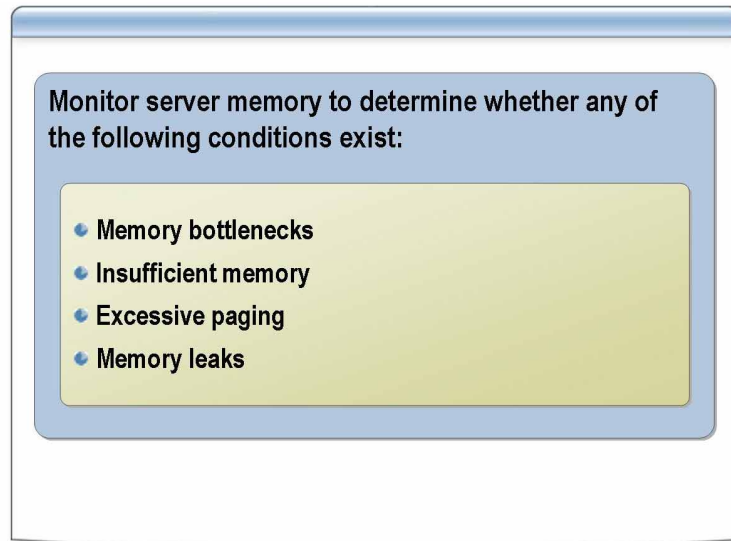 Monitor server memory to determine whether any of
the following conditions exist:
Memory bottlenecks
Insufficient memory
Excessive paging
Memory leaks